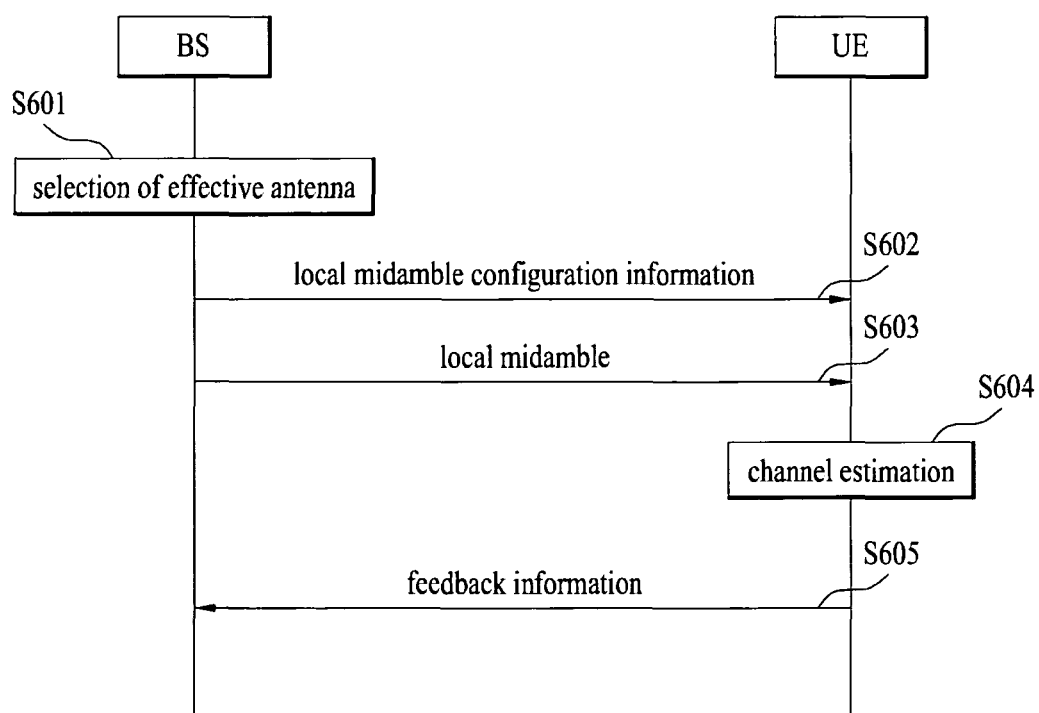 BS
UE
S601
selection of effective antenna
S602
local midamble configuration information
S603
local midamble
S604
channel estimation
S605
feedback information